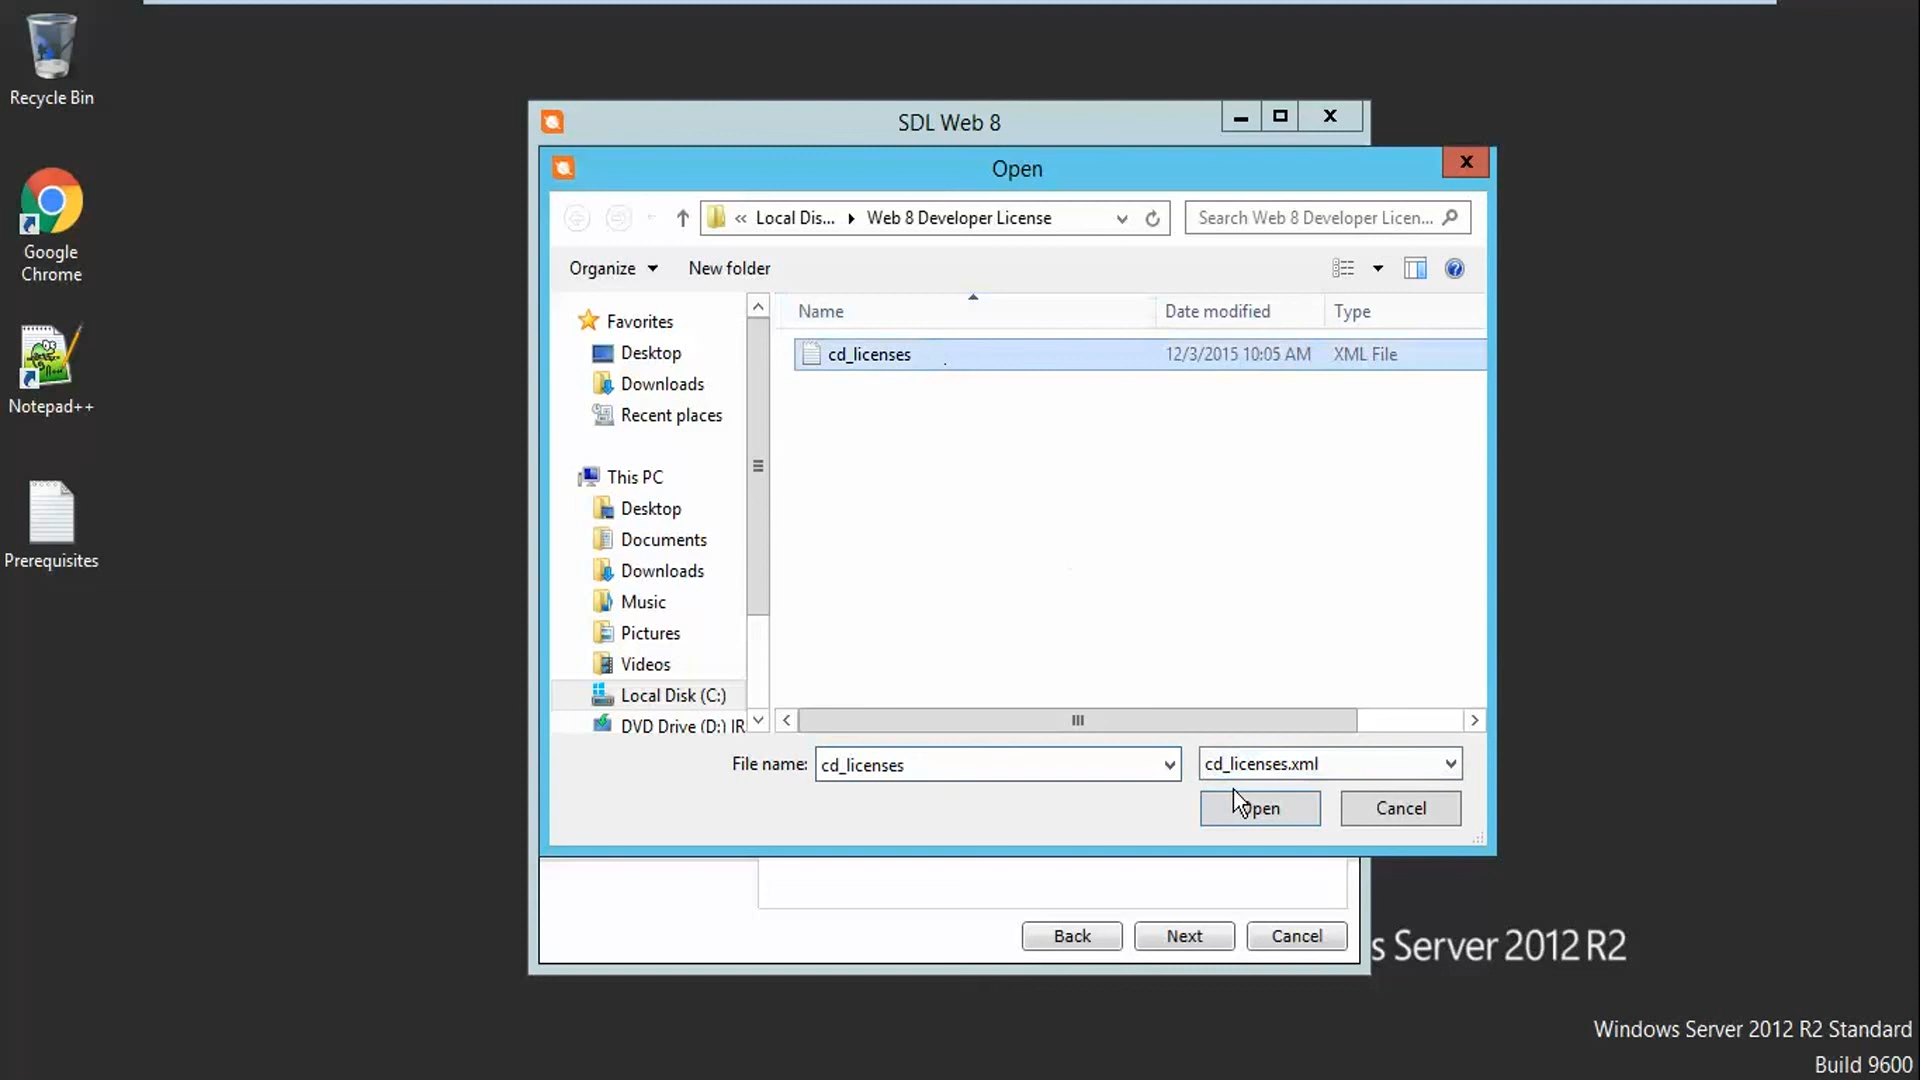 Recycle Bin
Google
Chrome
Notepad++
Prerequisites
SDL Web 8
Open
« Local Dis... Web 8 Developer License
Search Web 8 Developer Licen...
Organize
New folder
Favorites
Desktop
Downloads
Recent places
This PC
Desktop
Documents
Downloads
Music
Pictures
Videos
Local Disk (C:)
DVD Drive (D:) IR
Name
Date modified
Type
cd_licenses
12/3/2015 10:05 AM
XML File
File name:
cd_licenses
cd_licenses.xml
Open
Cancel
Back
Next
Cancel
s Server 2012 R2
Windows Server 2012 R2 Standard
Build 9600